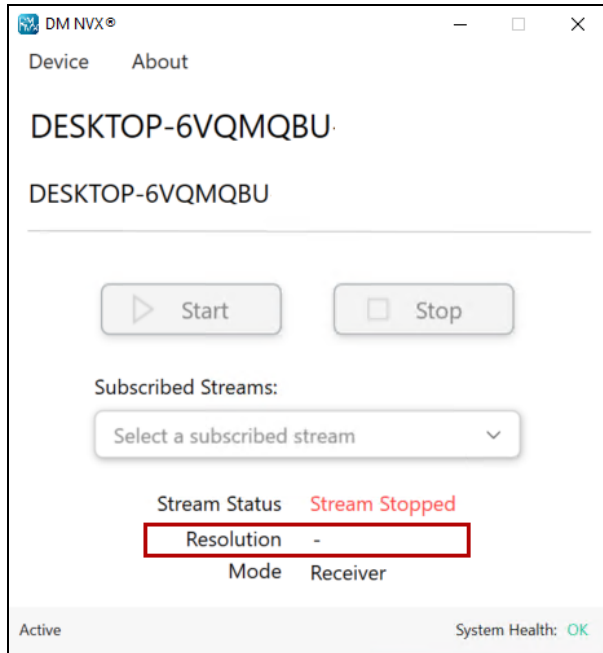 DM NVX®
Device About
DESKTOP-6VQMQBU
DESKTOP-6VQMQBU
Start Stop
Subscribed Streams:
Select a subscribed stream
Stream Status Stream Stopped
Resolution -
Mode Receiver
Active System Health: OK